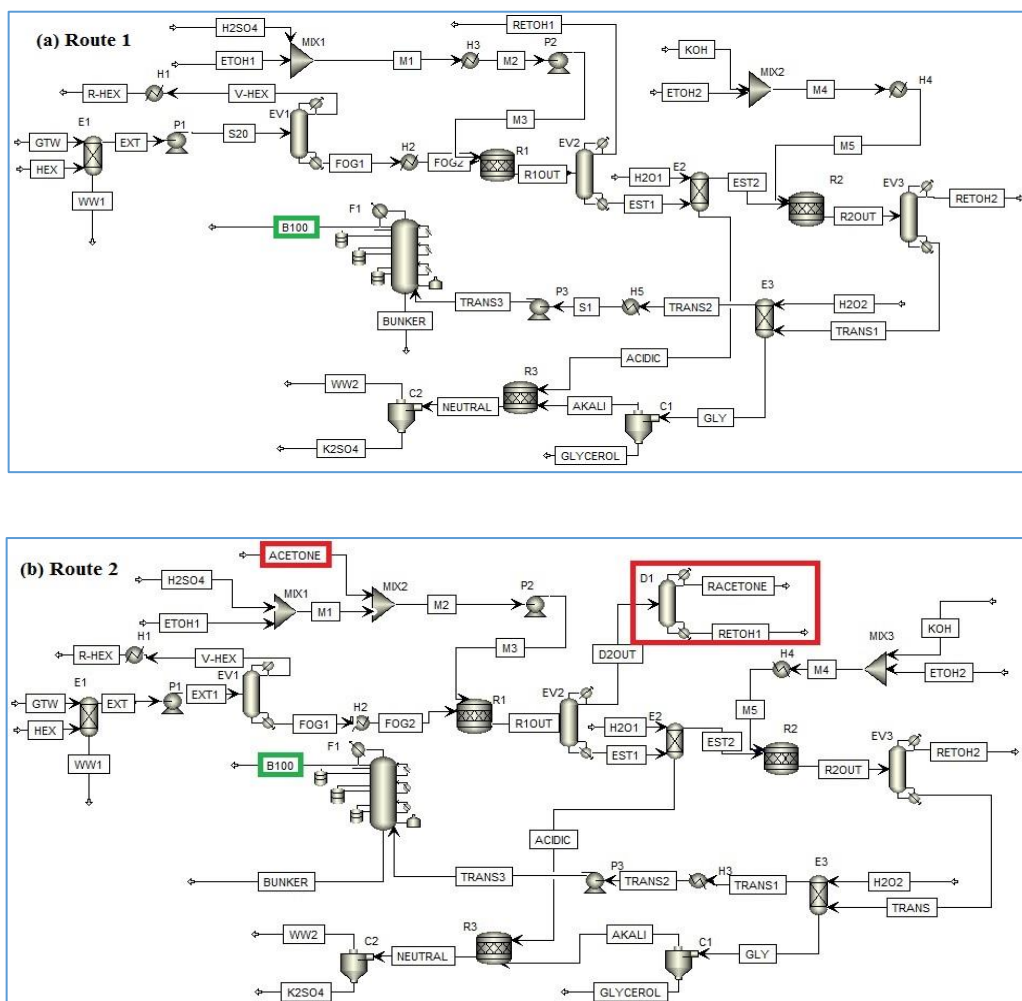 (a) Route 1
H2SO4
ETOH1
MIX1
M1
H3
M2
P2
RETOH1
KOH
ETOH2
MIX2
M4
H4
R-HEX
H1
V-HEX
M3
M5
E1
GTW
HEX
EXT
P1
S20
EV1
FOG1
H2
FOG2
R1
R1OUT
EV2
H2O1
EST1
E2
EST2
R2
R2OUT
EV3
RETOH2
WW1
B100
F1
TRANS3
P3
S1
H5
TRANS2
E3
H2O2
TRANS1
BUNKER
ACIDIC
WW2
C2
NEUTRAL
R3
AKALI
C1
GLY
K2SO4
GLYCEROL
(b) Route 2
ACETONE
H2SO4
ETOH1
MIX1
M1
MIX2
M2
P2
D1
RACETONE
RETOH1
KOH
MIX3
ETOH2
R-HEX
H1
V-HEX
M3
D2OUT
H4
M4
M5
E1
GTW
HEX
EXT
P1
EXT1
EV1
FOG1
H2
FOG2
R1
R1OUT
EV2
H2O1
EST1
E2
EST2
R2
R2OUT
EV3
RETOH2
WW1
B100
F1
ACIDIC
BUNKER
TRANS3
P3
TRANS2
H3
TRANS1
E3
H2O2
TRANS
WW2
C2
NEUTRAL
R3
AKALI
C1
GLY
K2SO4
GLYCEROL